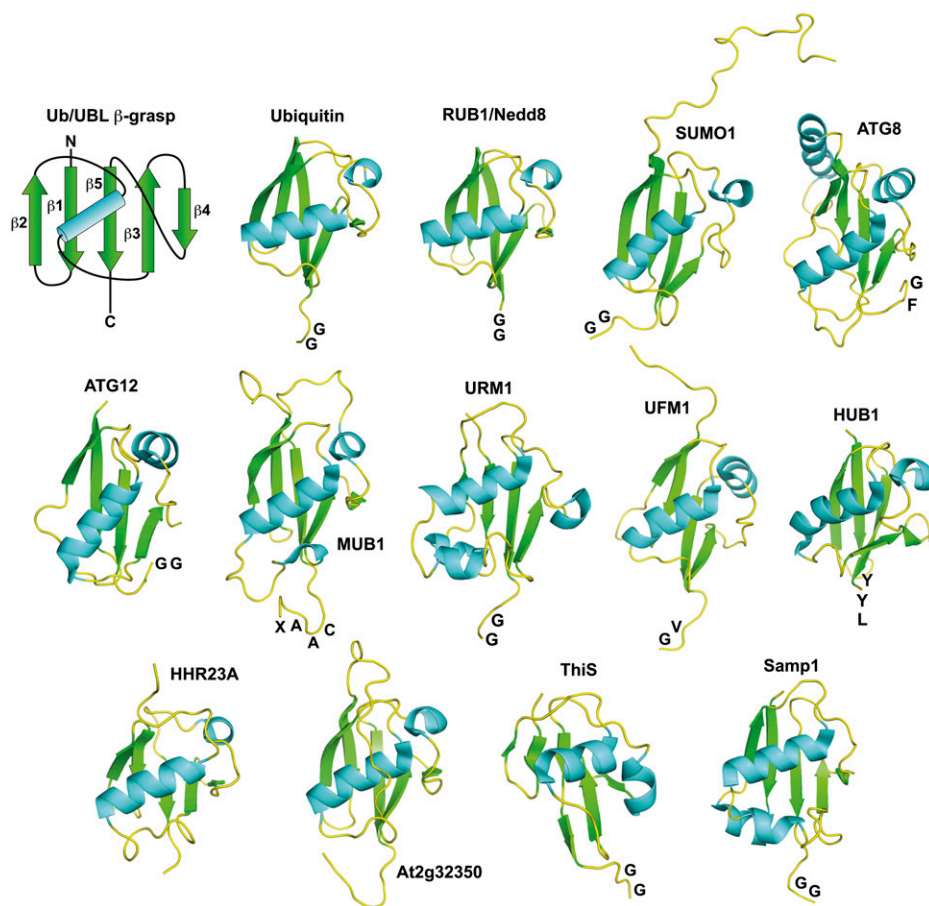 Ub/UBL β-grasp
N
β5
β1
β2
β3
β4
C
Ubiquitin
G
G
RUB1/Nedd8
G
G
SUMO1
G
G
ATG8
G
F
ATG12
G G
MUB1
X A A C
URM1
G
G
UFM1
V
G
HUB1
Y
Y
L
HHR23A
At2g32350
ThiS
G
G
Samp1
G G